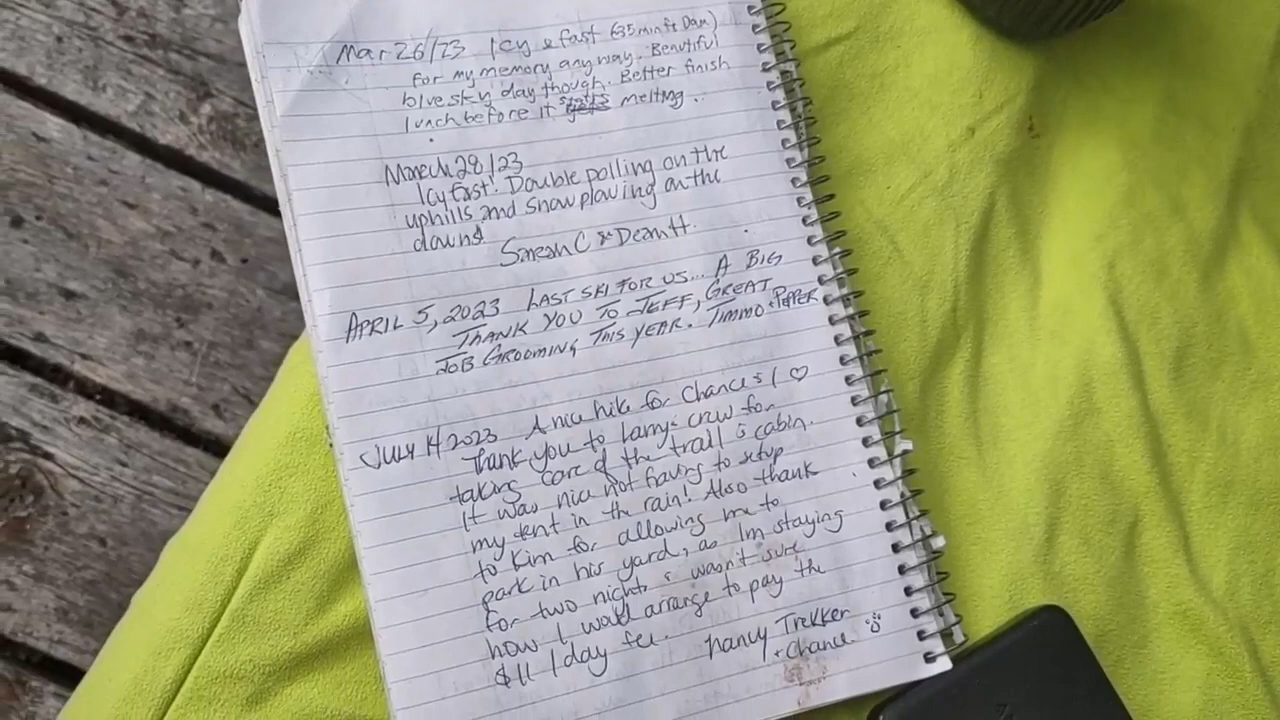 Mar 26/23 Icy & fast (35 min ft Dam)
for my memory anyway. Beautiful
blue sky day though. Better finish
lunch before it starts melting..
March 28/23
Icy fast. Double polling on the
uphills and snow plowing on the
downs!
C & Dean H.
APRIL 5, 2023 LAST SKI FOR US... A BIG
THANK YOU TO JEFF, GREAT
JOB GROOMING THIS YEAR. TIMMO & PEPPER
JULY 14 2023 A nice hike for Chance & I ♡
Thank you to Larry & crew for
taking care of the trail & cabin.
It was nice not having to setup
my tent in the rain! Also thank
to Kim for allowing me to
park in his yard, as Im staying
for two nights & wasn't sure
how I would arrange to pay the
$11 / day fee. Nancy Trekker
+ Chance